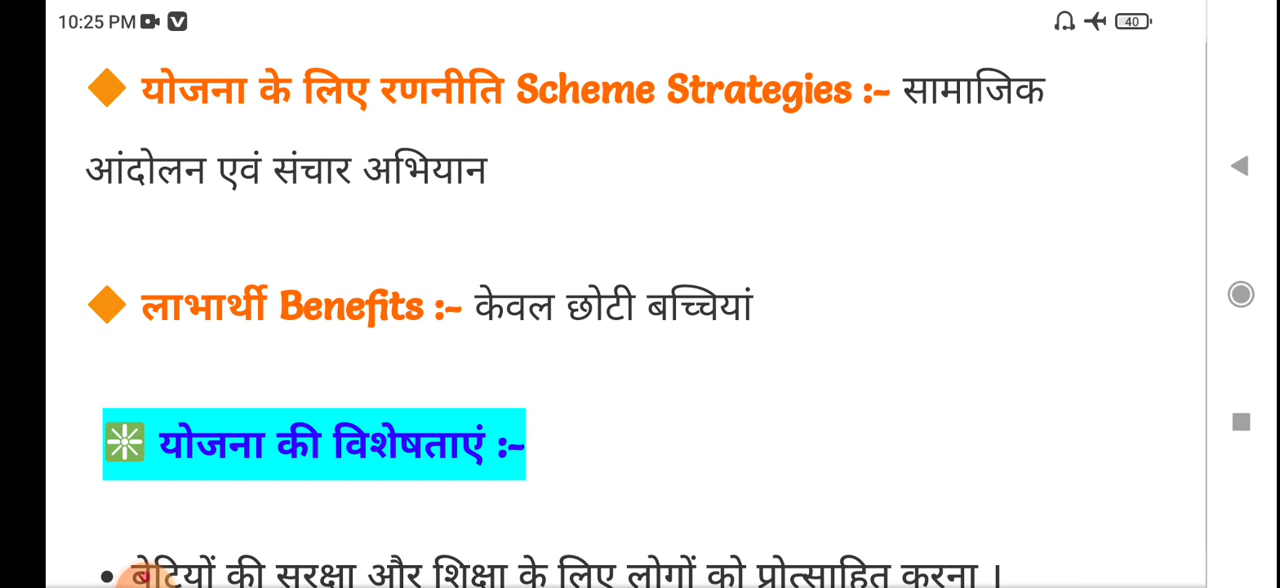 10:25 PM
40
🔶 योजना के लिए रणनीति Scheme Strategies :~ सामाजिक
आंदोलन एवं संचार अभियान
🔶 लाभार्थी Benefits :~ केवल छोटी बच्चियां
❇️ योजना की विशेषताएं :~
• बेटियों की सुरक्षा और शिक्षा के लिए लोगों को प्रोत्साहित करना ।